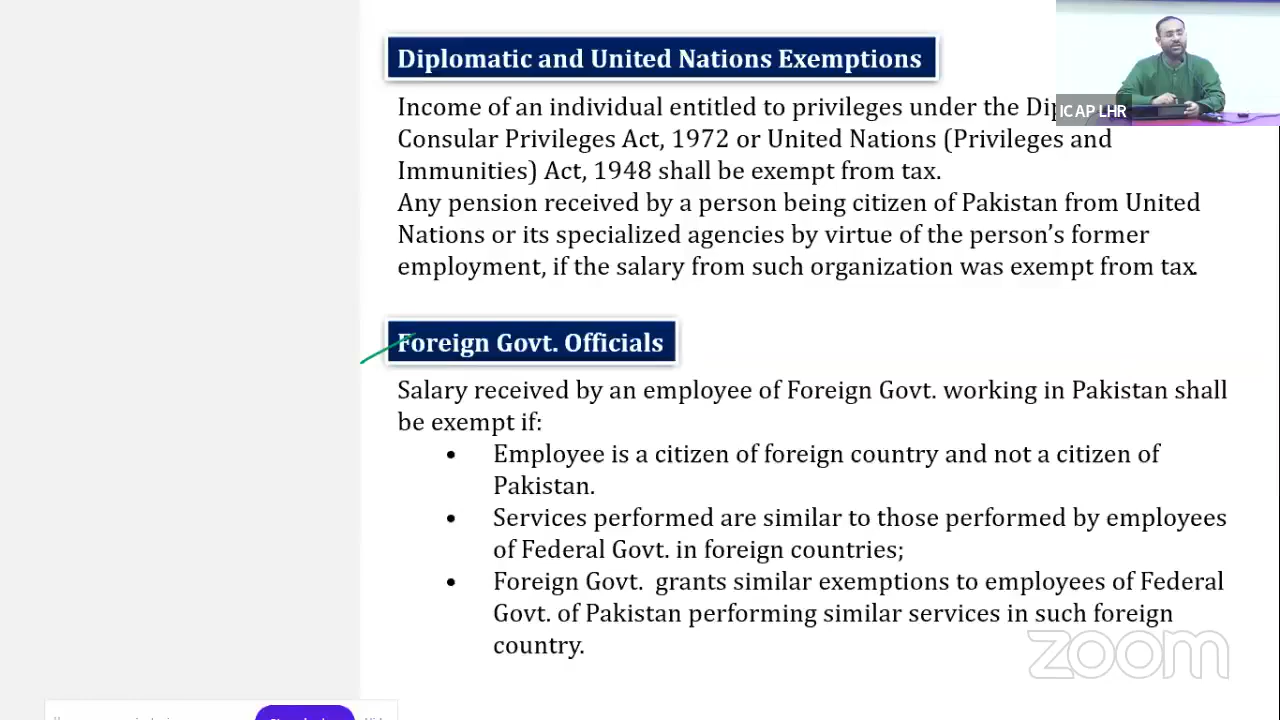 Diplomatic and United Nations Exemptions
Income of an individual entitled to privileges under the
ICAP LHR
Consular Privileges Act, 1972 or United Nations (Privileges and
Immunities) Act, 1948 shall be exempt from tax.
Any pension received by a person being citizen of Pakistan from United
Nations or its specialized agencies by virtue of the person's former
employment, if the salary from such organization was exempt from tax.
Foreign Govt. Officials
Salary received by an employee of Foreign Govt. working in Pakistan shall
be exempt if:
• Employee is a citizen of foreign country and not a citizen of
Pakistan.
• Services performed are similar to those performed by employees
of Federal Govt. in foreign countries;
• Foreign Govt. grants similar exemptions to employees of Federal
Govt. of Pakistan performing similar services in such foreign
country.
zoom